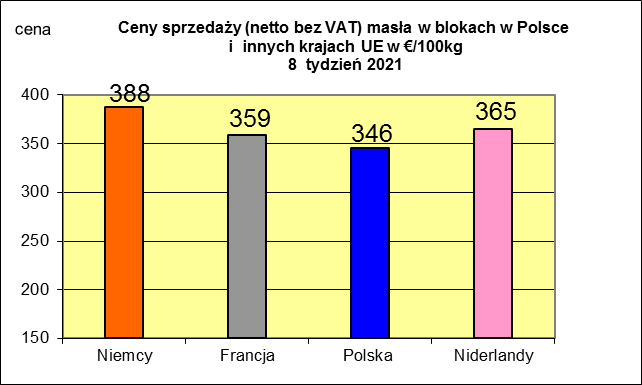 cena
Ceny sprzedaży (netto bez VAT) masła w blokach w Polsce
i innych krajach UE w €/100kg
8 tydzień 2021
400
350
300
250
200
150
388
359
346
365
Niemcy
Francja
Polska
Niderlandy